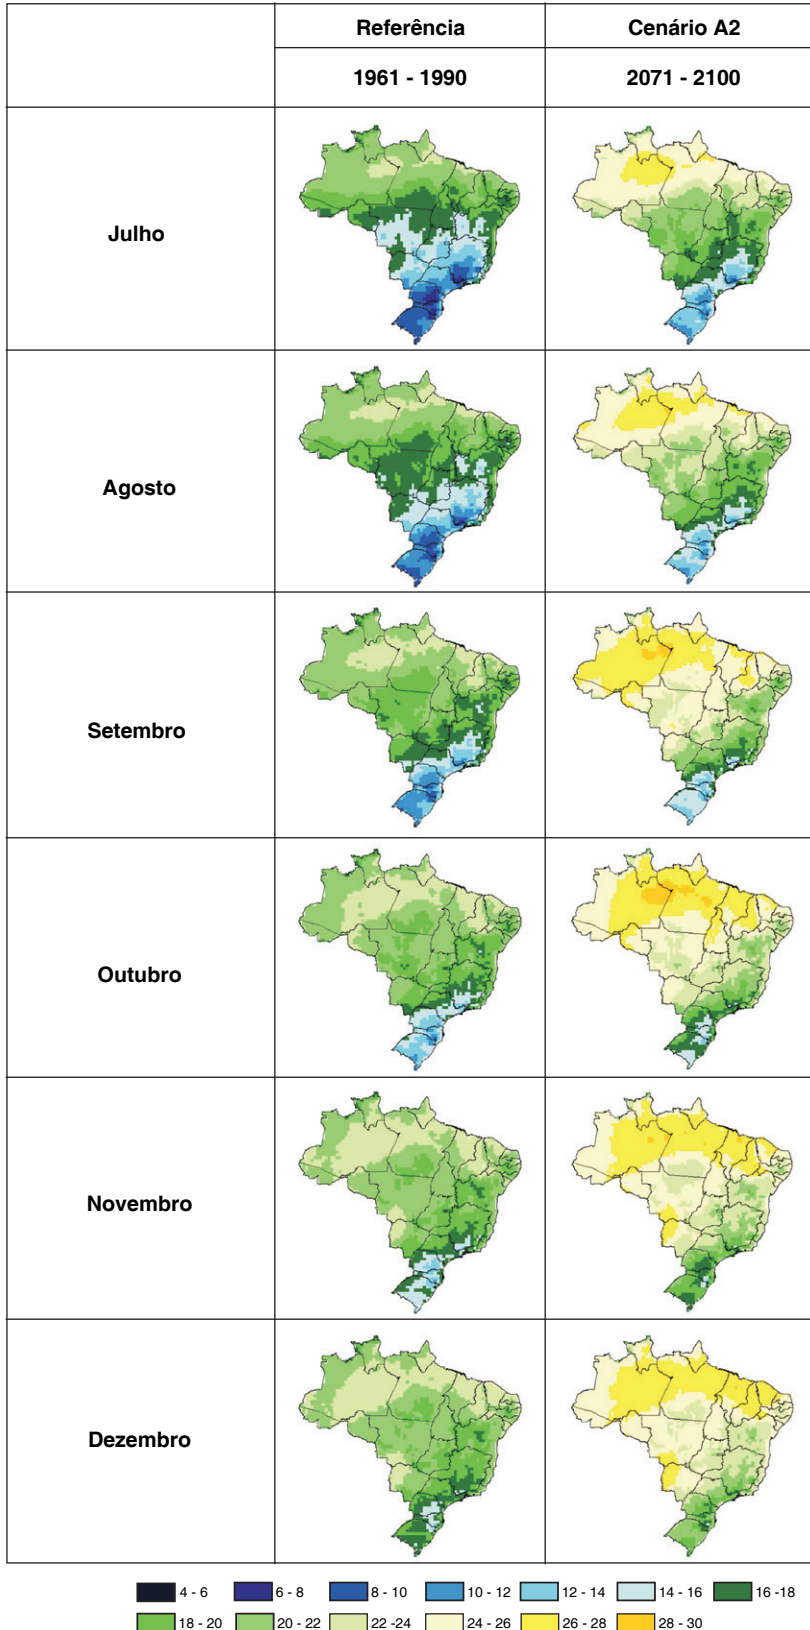 Referência Cenário A2
1961 - 1990 2071 - 2100
Julho
Agosto
Setembro
Outubro
Novembro
Dezembro
4 - 6 6 - 8 8 - 10 10 - 12 12 - 14 14 - 16 16 -18
18 - 20 20 - 22 22 -24 24 - 26 26 - 28 28 - 30